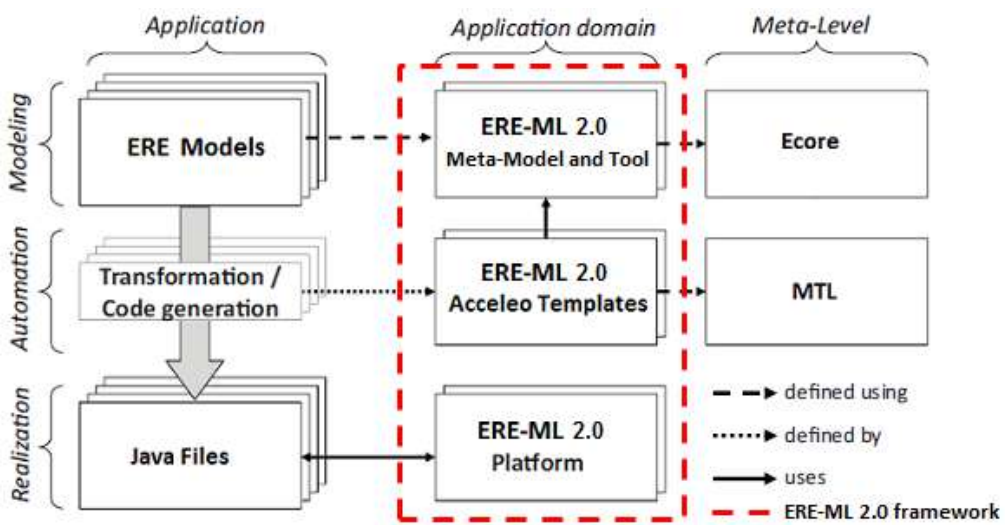 Application
Application domain
Meta-Level
Modeling
ERE Models
ERE-ML 2.0
Meta-Model and Tool
Ecore
Automation
Transformation /
Code generation
ERE-ML 2.0
Acceleo Templates
MTL
Realization
Java Files
ERE-ML 2.0
Platform
defined using
defined by
uses
ERE-ML 2.0 framework